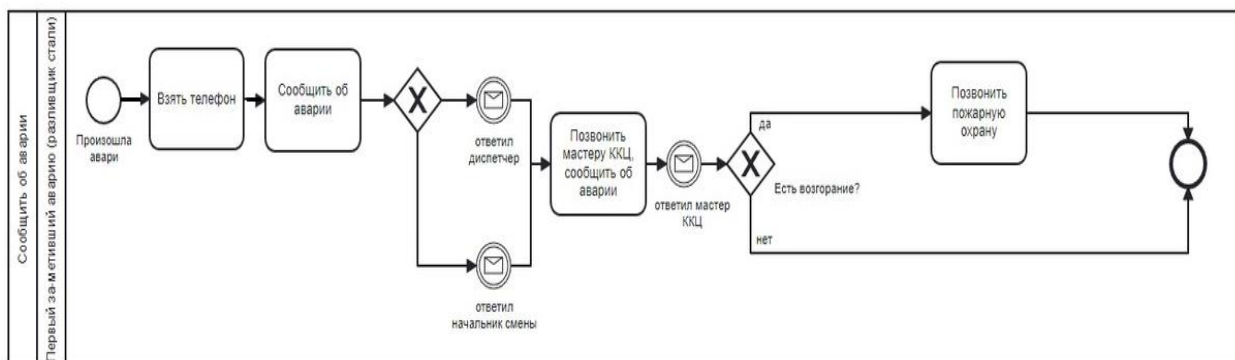 Сообщить об аварии
Первый за-метивший аварию (разливщик стали)
Произошла
авари
Взять телефон
Сообщить об
аварии
X
ответил
диспетчер
ответил
начальник смены
Позвонить
мастеру ККЦ,
сообщить об
аварии
ответил мастер
ККЦ
X
да
Есть возгорание?
нет
Позвонить
пожарную
охрану